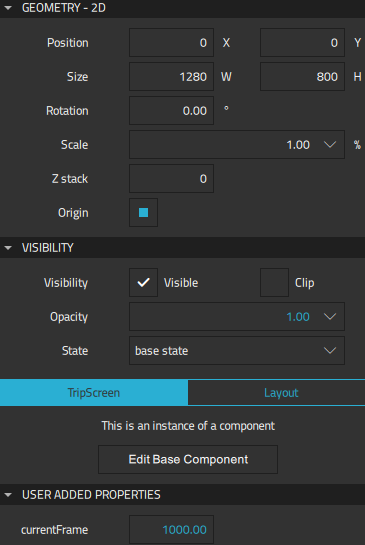 GEOMETRY - 2D
Position 0 X 0 Y
Size 1280 W 800 H
Rotation 0.00 °
Scale 1.00 %
Z stack 0
Origin
VISIBILITY
Visibility Visible Clip
Opacity 1.00
State base state
TripScreen Layout
This is an instance of a component
Edit Base Component
USER ADDED PROPERTIES
currentFrame 1000.00